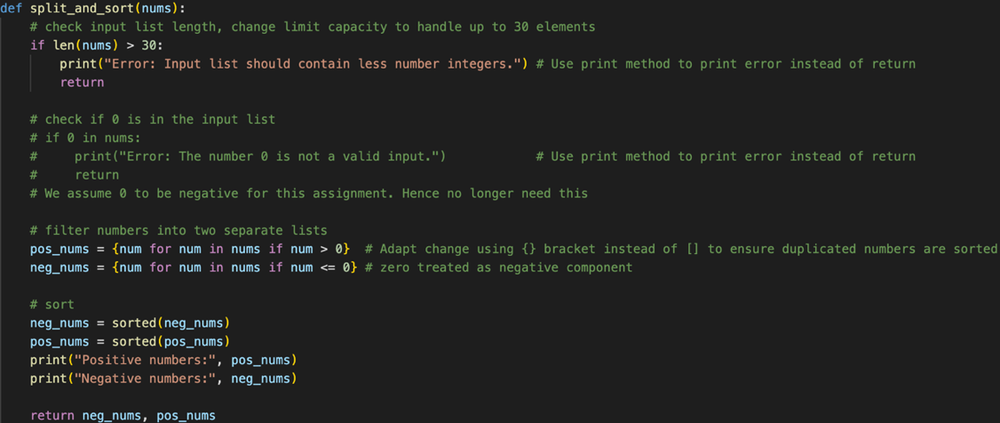 def split_and_sort(nums):
    # check input list length, change limit capacity to handle up to 30 elements
    if len(nums) > 30:
        print("Error: Input list should contain less number integers.") # Use print method to print error instead of return
        return
    # check if 0 is in the input list
    # if 0 in nums:
    #     print("Error: The number 0 is not a valid input.")            # Use print method to print error instead of return
    #     return
    # We assume 0 to be negative for this assignment. Hence no longer need this
    # filter numbers into two separate lists
    pos_nums = {num for num in nums if num > 0}  # Adapt change using {} bracket instead of [] to ensure duplicated numbers are sorted
    neg_nums = {num for num in nums if num <= 0} # zero treated as negative component
    # sort
    neg_nums = sorted(neg_nums)
    pos_nums = sorted(pos_nums)
    print("Positive numbers:", pos_nums)
    print("Negative numbers:", neg_nums)
    return neg_nums, pos_nums